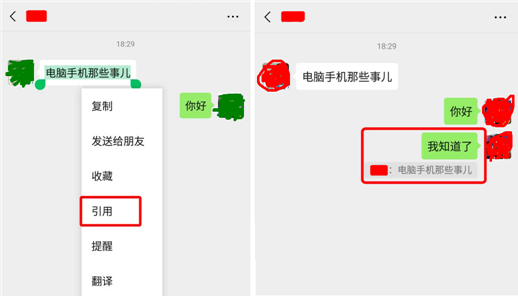 18:29
电脑手机那些事儿
你好
复制
发送给朋友
收藏
引用
提醒
翻译
18:29
电脑手机那些事儿
你好
我知道了
：电脑手机那些事儿